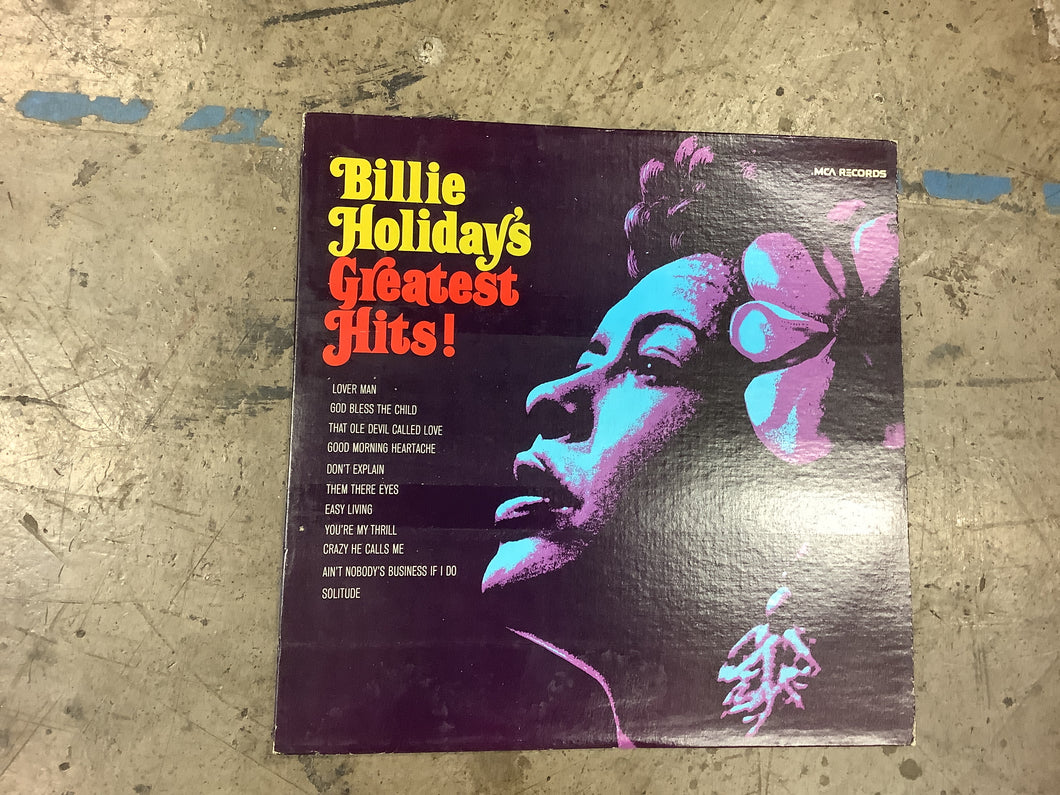 Billie
Holiday's
Greatest
Hits!
MCA RECORDS
LOVER MAN
GOD BLESS THE CHILD
THAT OLE DEVIL CALLED LOVE
GOOD MORNING HEARTACHE
DON'T EXPLAIN
THEM THERE EYES
EASY LIVING
YOU'RE MY THRILL
CRAZY HE CALLS ME
AIN'T NOBODY'S BUSINESS IF I DO
SOLITUDE